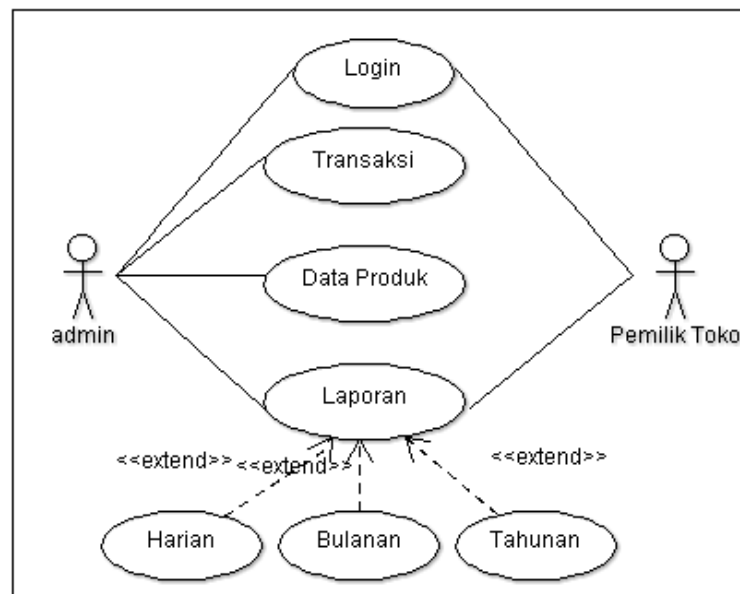 Login
Transaksi
Data Produk
admin
Pemilik Toko
Laporan
<<extend>>
<<extend>>
<<extend>>
Harian
Bulanan
Tahunan